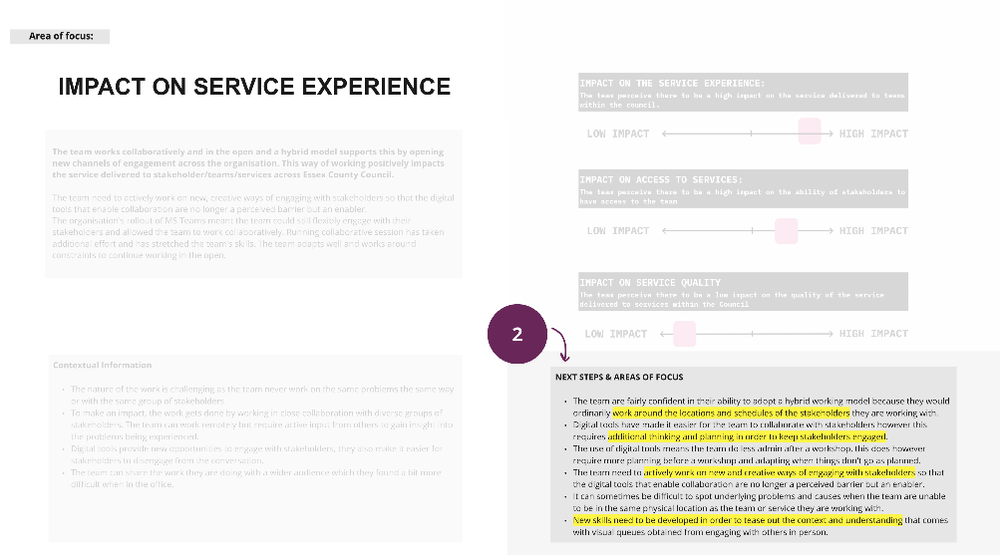 Area of focus:
IMPACT ON SERVICE EXPERIENCE
The team works collaboratively and in the open and a hybrid model supports this by opening
new channels of engagement across the organisation. This way of working positively impacts
the service delivered to stakeholder/teams/services across Essex County Council.
The team need to actively work on new, creative ways of engaging with stakeholders so that the digital
tools that enable collaboration are no longer a perceived barrier but an enabler.
The organisation's rollout of MS Teams meant the team could still flexibly engage with their
stakeholders and allowed the team to work collaboratively. Running collaborative session has taken
additional effort and has stretched the team's skills. The team adapts well and works around
constraints to continue working in the open.
Contextual Information
• The nature of the work is challenging as the team never work on the same problems the same way
or with the same group of stakeholders.
• To make an impact, the work gets done by working in close collaboration with diverse groups of
stakeholders. The team can work remotely but require active input from others to gain insight into
the problems being experienced.
• Digital tools provide new opportunities to engage with stakeholders, they also make it easier for
stakeholders to disengage from the conversation.
• The team can share the work they are doing with a wider audience which they found a bit more
difficult when in the office.
IMPACT ON THE SERVICE EXPERIENCE:
The team perceive there to be a high impact on the service delivered to teams
within the council.
LOW IMPACT HIGH IMPACT
IMPACT ON ACCESS TO SERVICES:
The team perceive there to be a high impact on the ability of stakeholders to
have access to the team
LOW IMPACT HIGH IMPACT
IMPACT ON SERVICE QUALITY
The team perceive there to be a low impact on the quality of the service
delivered to services within the Council
LOW IMPACT HIGH IMPACT
2
NEXT STEPS & AREAS OF FOCUS
• The team are fairly confident in their ability to adopt a hybrid working model because they would
ordinarily work around the locations and schedules of the stakeholders they are working with.
• Digital tools have made it easier for the team to collaborate with stakeholders however this
requires additional thinking and planning in order to keep stakeholders engaged.
• The use of digital tools means the team do less admin after a workshop, this does however
require more planning before a workshop and adapting when things don't go as planned.
• The team need to actively work on new and creative ways of engaging with stakeholders so that
the digital tools that enable collaboration are no longer a perceived barrier but an enabler.
• It can sometimes be difficult to spot underlying problems and causes when the team are unable
to be in the same physical location as the team or service they are working with.
• New skills need to be developed in order to tease out the context and understanding that comes
with visual queues obtained from engaging with others in person.